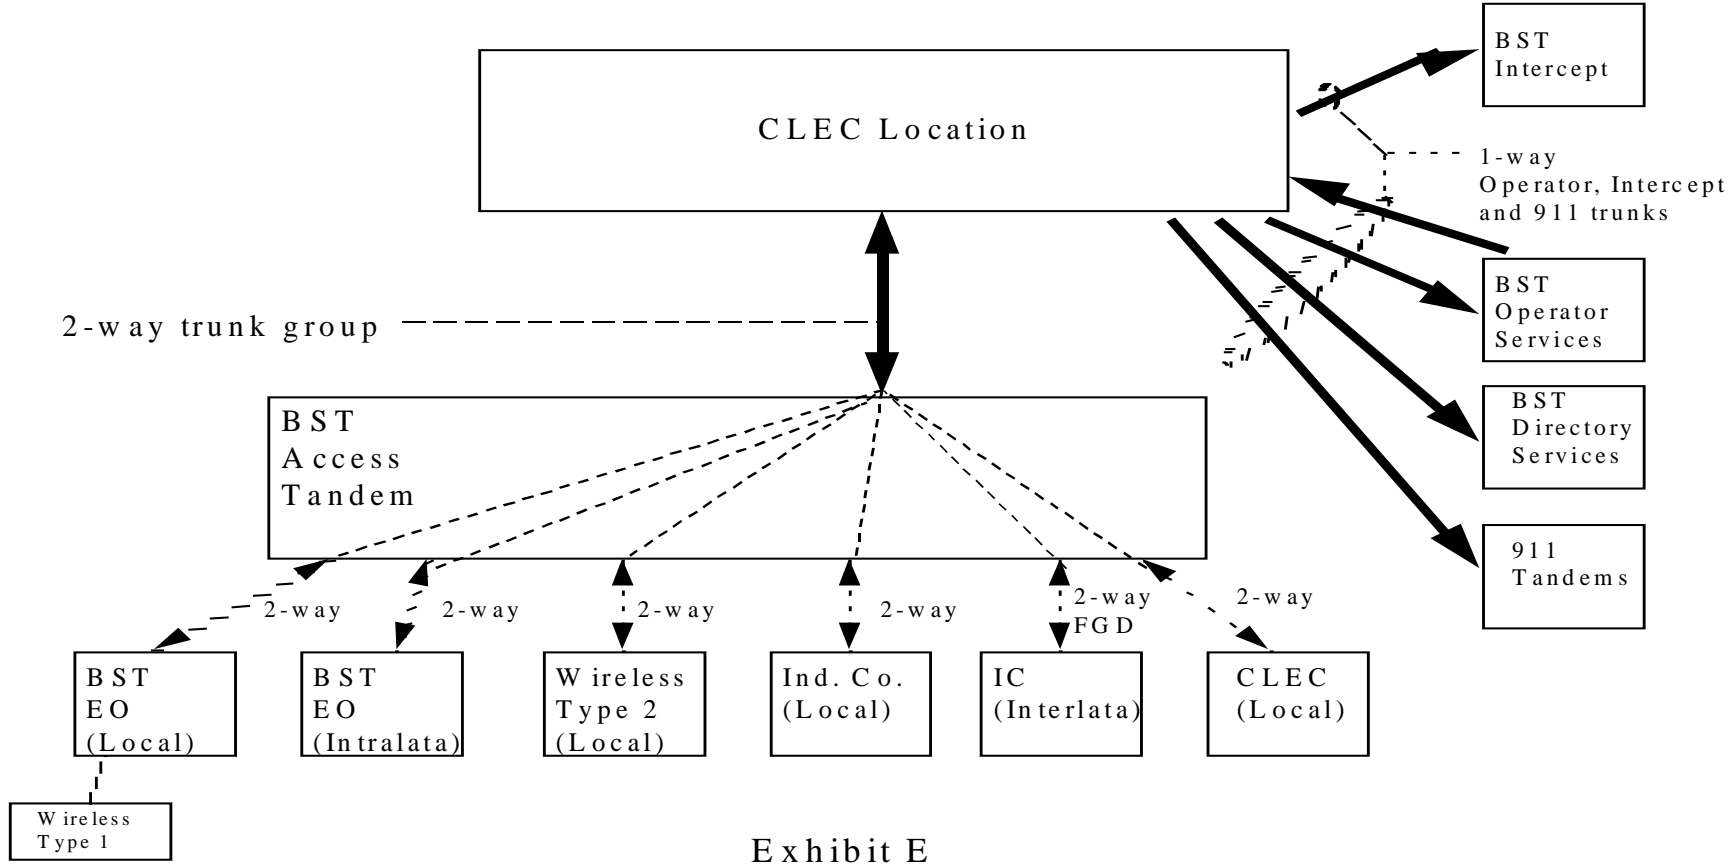 BST
Intercept
CLEC Location
1-way
Operator, Intercept
and 911 trunks
BST
Operator
Services
2-way trunk group
BST
Access
Tandem
BST
Directory
Services
911
Tandems
2-way
2-way
2-way
2-way
2-way
FGD
2-way
BST
EO
(Local)
BST
EO
(Intralata)
Wireless
Type 2
(Local)
Ind. Co.
(Local)
IC
(Interlata)
CLEC
(Local)
Wireless
Type 1
Exhibit E